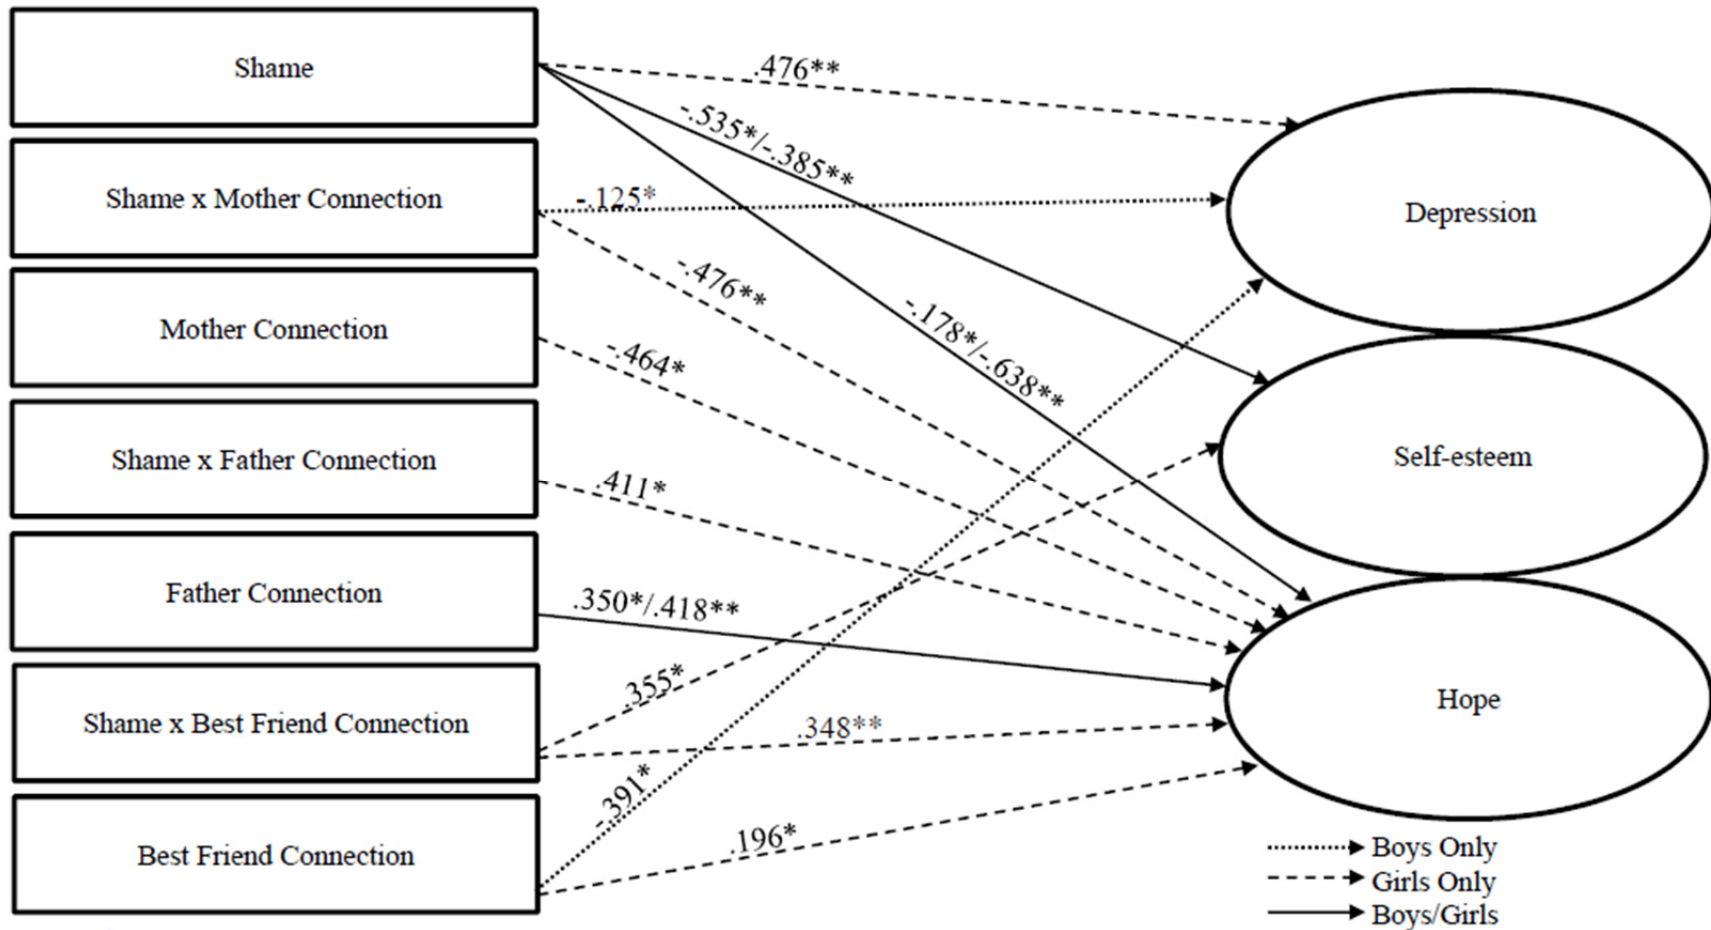 Shame
.476**
-.535*/-.385**
Shame x Mother Connection
-.125*
Depression
-.476**
Mother Connection
-.464*
-.178*/-.638**
Shame x Father Connection
.411*
Self-esteem
Father Connection
.350*/.418**
Shame x Best Friend Connection
.355*
.348**
Hope
Best Friend Connection
-.391*
.196*
Boys Only
Girls Only
Boys/Girls